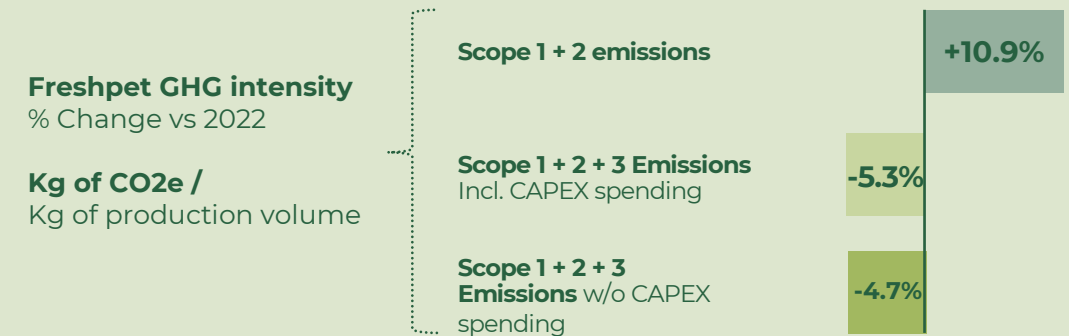 Freshpet GHG intensity
% Change vs 2022
Kg of CO2e /
Kg of production volume
Scope 1 + 2 emissions
+10.9%
Scope 1 + 2 + 3 Emissions
Incl. CAPEX spending
-5.3%
Scope 1 + 2 + 3
Emissions w/o CAPEX
spending
-4.7%